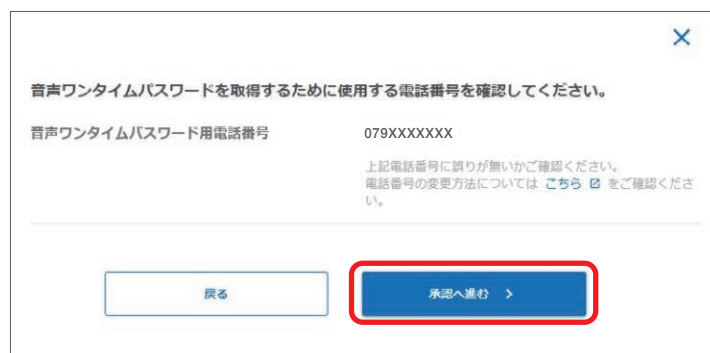 音声ワンタイムパスワードを取得するために使用する電話番号を確認してください。
音声ワンタイムパスワード用電話番号
079XXXXXXX
上記電話番号に誤りが無いかご確認ください。
電話番号の変更方法については こちら をご確認くださ
い。
戻る
承認へ進む